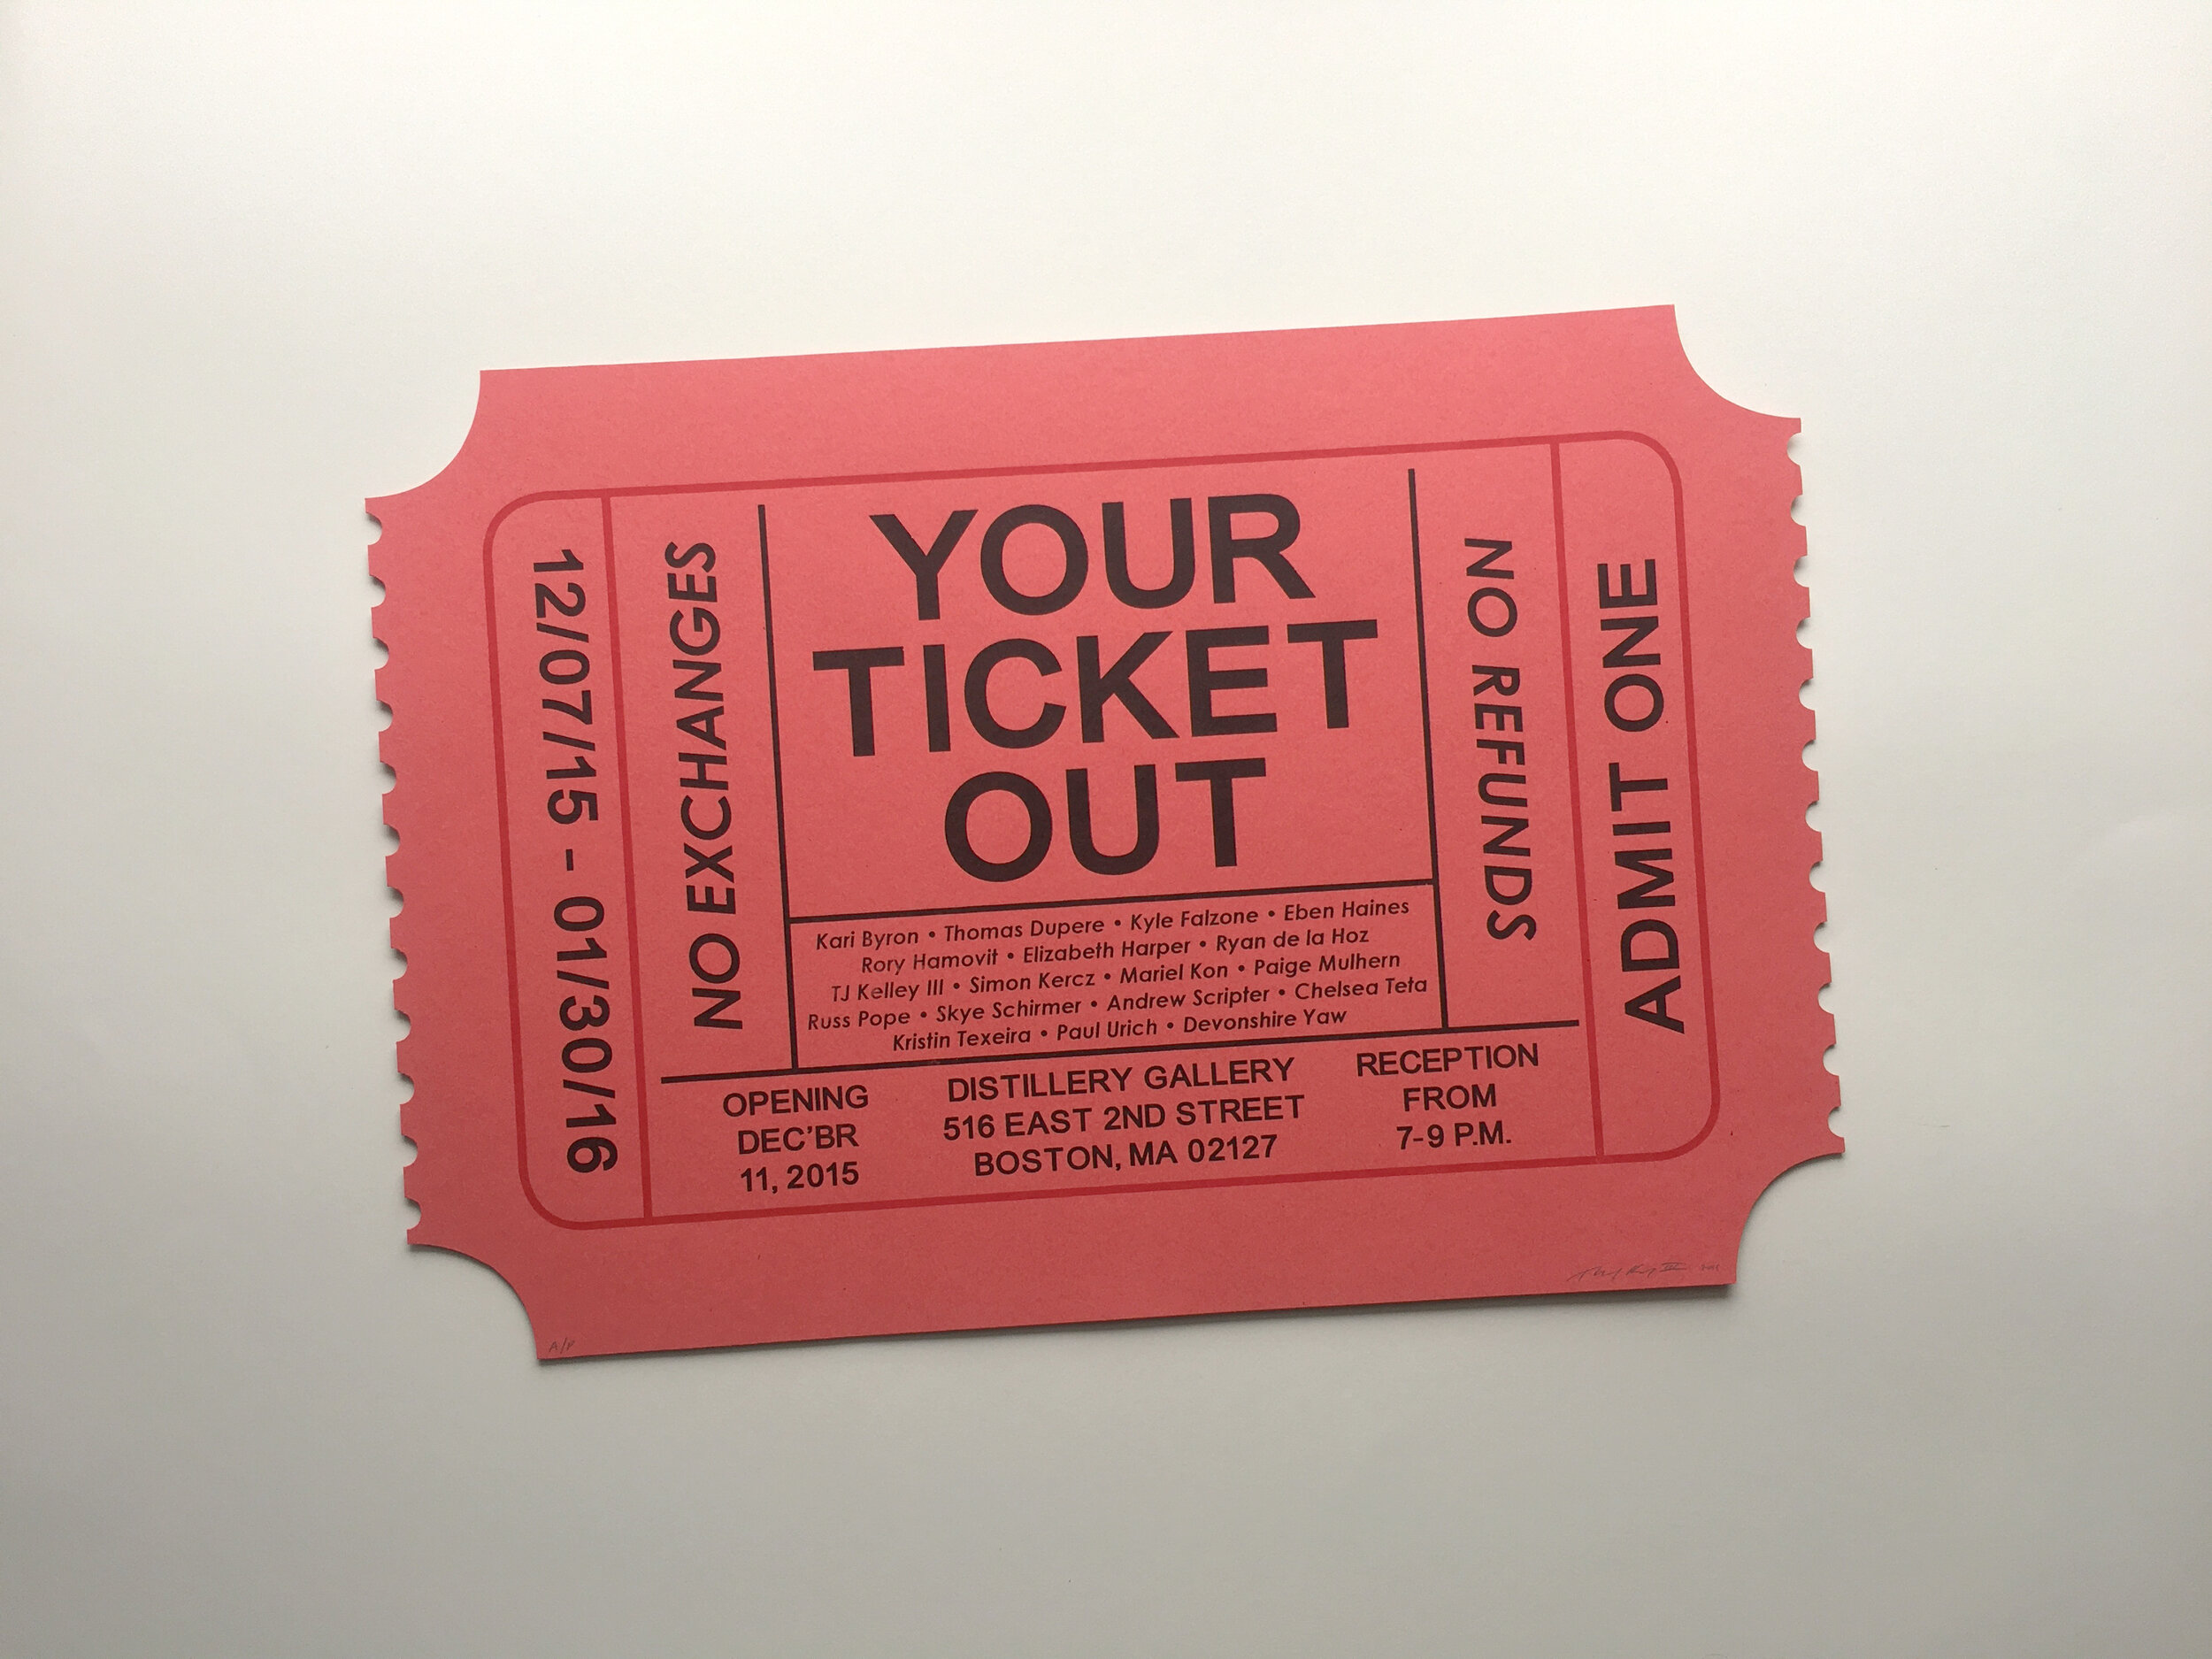 12/07/15 - 01/30/16
NO EXCHANGES
YOUR
TICKET
OUT
Kari Byron • Thomas Dupere • Kyle Falzone • Eben Haines
Rory Hamovit • Elizabeth Harper • Ryan de la Hoz
TJ Kelley III • Simon Kercz • Mariel Kon • Paige Mulhern
Russ Pope • Skye Schirmer • Andrew Scripter • Chelsea Teta
Kristin Texeira • Paul Urich • Devonshire Yaw
NO REFUNDS
ADMIT ONE
OPENING
DEC'BR
11, 2015
DISTILLERY GALLERY
516 EAST 2ND STREET
BOSTON, MA 02127
RECEPTION
FROM
7-9 P.M.
A/P